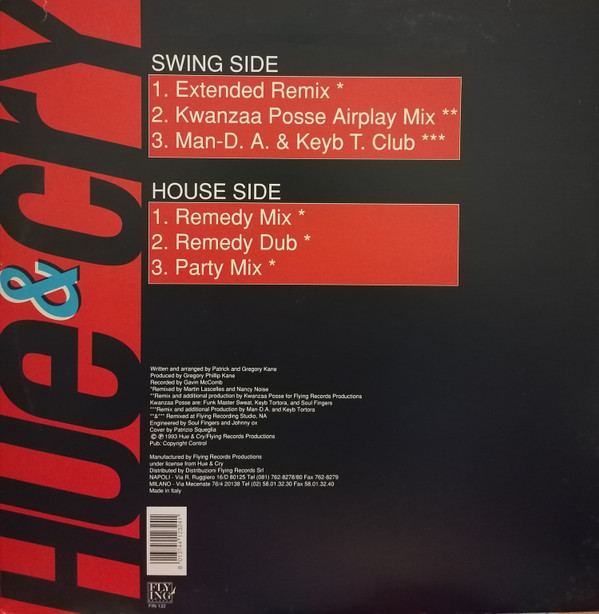 Hue & Cry
SWING SIDE
1. Extended Remix *
2. Kwanzaa Posse Airplay Mix **
3. Man-D. A. & Keyb T. Club ***
HOUSE SIDE
1. Remedy Mix *
2. Remedy Dub *
3. Party Mix *
Written and arranged by Patrick and Gregory Kane
Produced by Gregory Phillip Kane
Recorded by Gavin McComb
*Remixed by Martin Lascelles and Nancy Noise
**Remix and additional production by Kwanzaa Posse for Flying Records Productions
Kwanzaa Posse are: Funk Master Sweat, Keyb Tortora, and Soul Fingers
***Remix and additional Production by Man-D.A. and Keyb Tortora
**&*** Remixed at Flying Recording Studio, NA
Engineered by Soul Fingers and Johnny ox
Cover by Patrizio Squeglia
© ℗ 1993 Hue & Cry/Flying Records Productions
Pub: Copyright Control
Manufactured by Flying Records Productions
under license from Hue & Cry
Distributed by Distribuzioni Flying Records Srl
NAPOLI - Via R. Ruggiero 16/D 80125 Tel (081) 762-8278/80 Fax 762-8279
MILANO - Via Mecenate 76/4 20138 Tel (02) 58.01.32.30 Fax 58.01.32.40
Made in Italy
FLY
ING
FIN 132